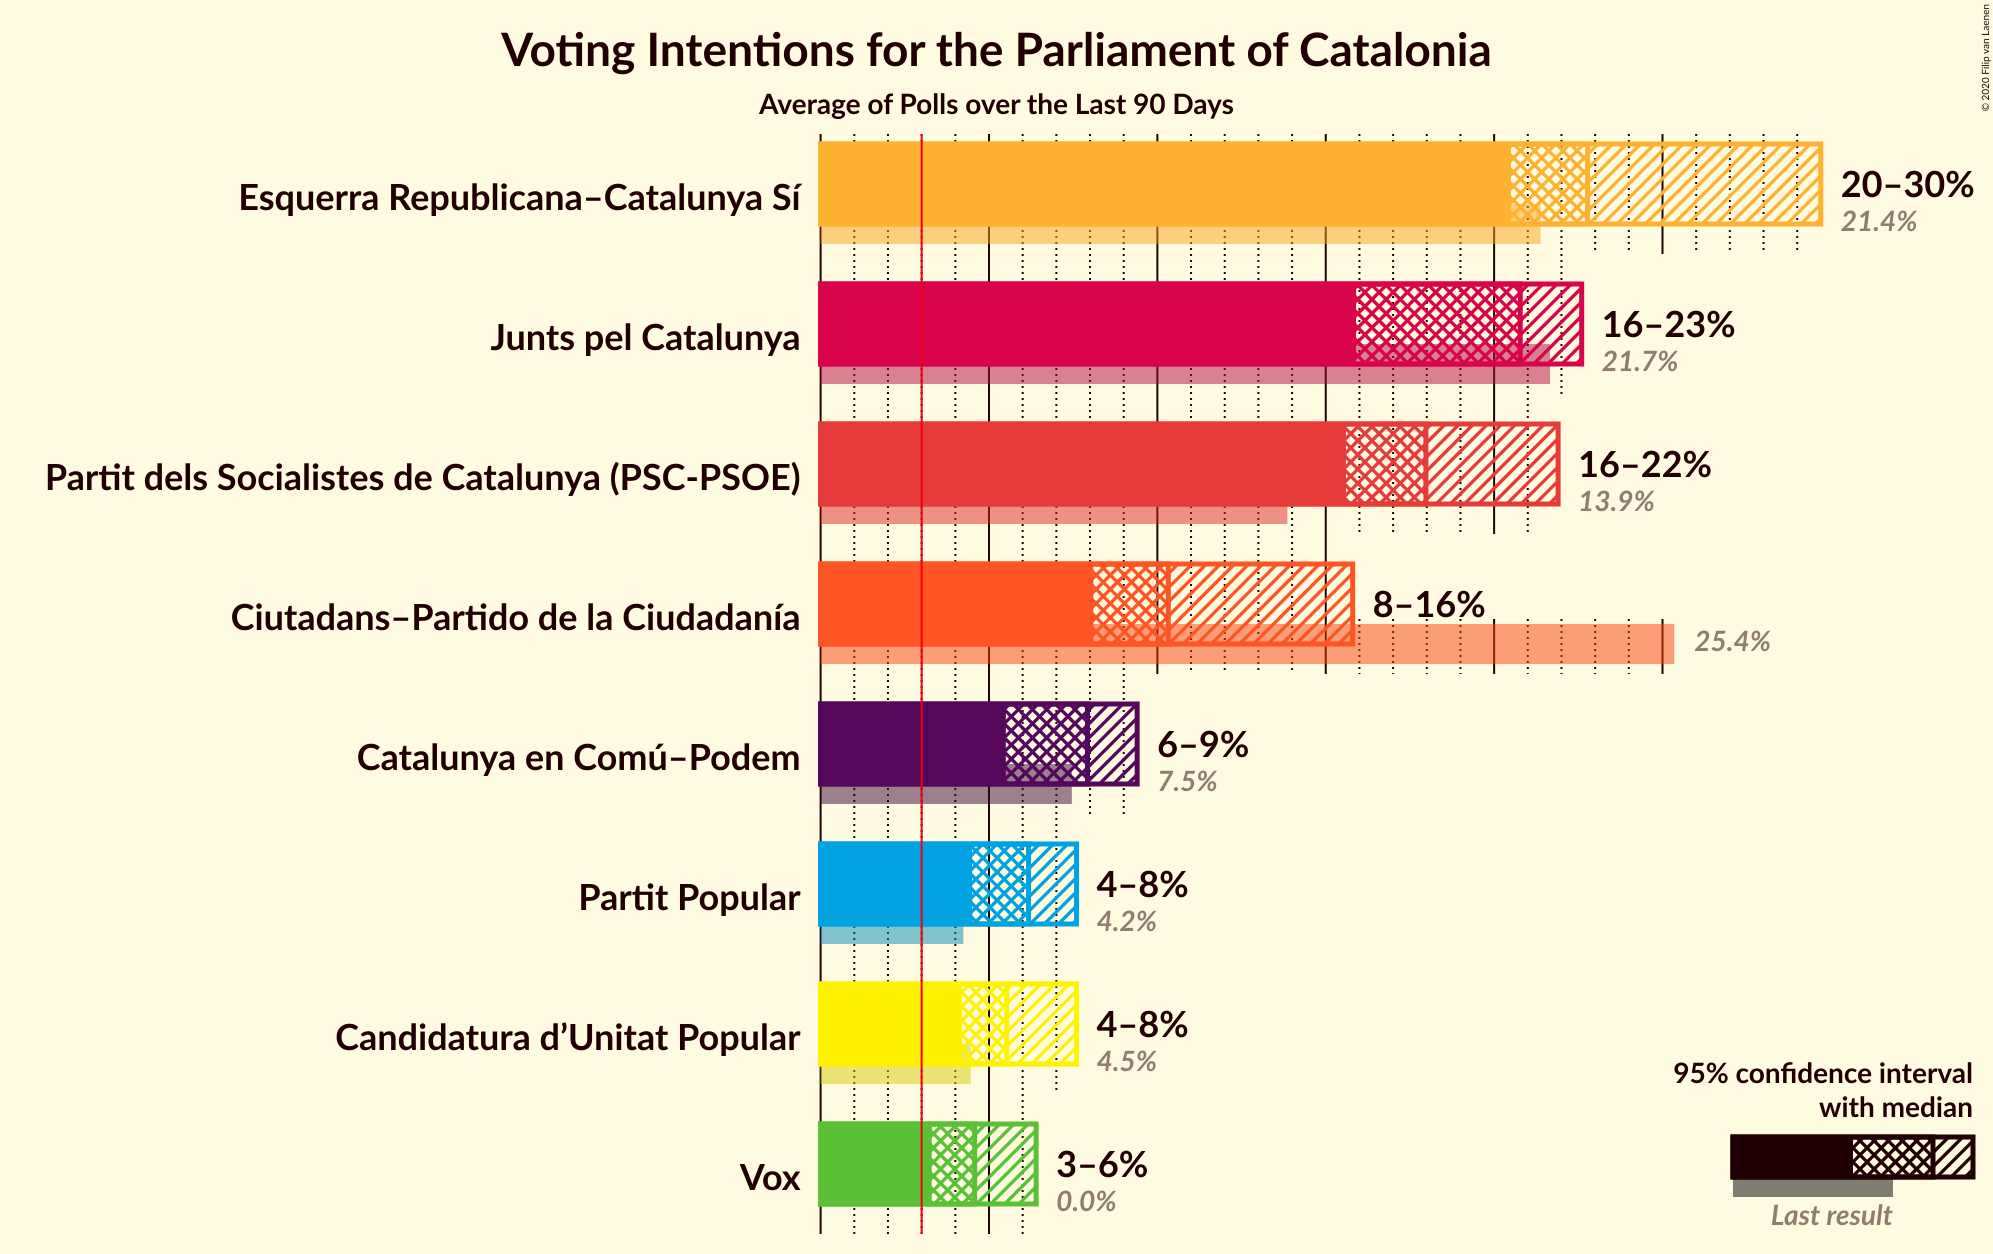 Voting Intentions for the Parliament of Catalonia
Average of Polls over the Last 90 Days
© 2020 Filip van Laenen
Esquerra Republicana–Catalunya Sí
20–30%
21.4%
Junts pel Catalunya
16–23%
21.7%
Partit dels Socialistes de Catalunya (PSC-PSOE)
16–22%
13.9%
Ciutadans–Partido de la Ciudadanía
8–16%
25.4%
Catalunya en Comú–Podem
6–9%
7.5%
Partit Popular
4–8%
4.2%
Candidatura d’Unitat Popular
4–8%
4.5%
Vox
3–6%
0.0%
95% confidence interval
with median
Last result